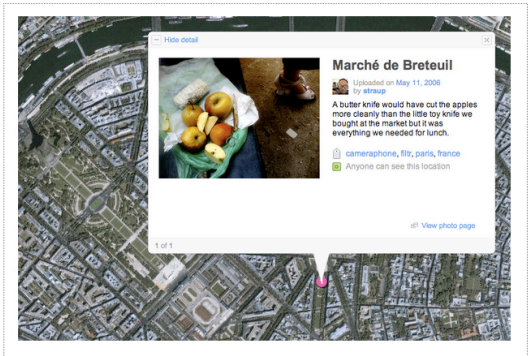 Hide detail
Marché de Breteuil
Uploaded on May 11, 2006
by straup
A butter knife would have cut the apples
more cleanly than the little toy knife we
bought at the market but it was
everything we needed for lunch.
cameraphone, filtr, paris, france
Anyone can see this location
View photo page
1 of 1